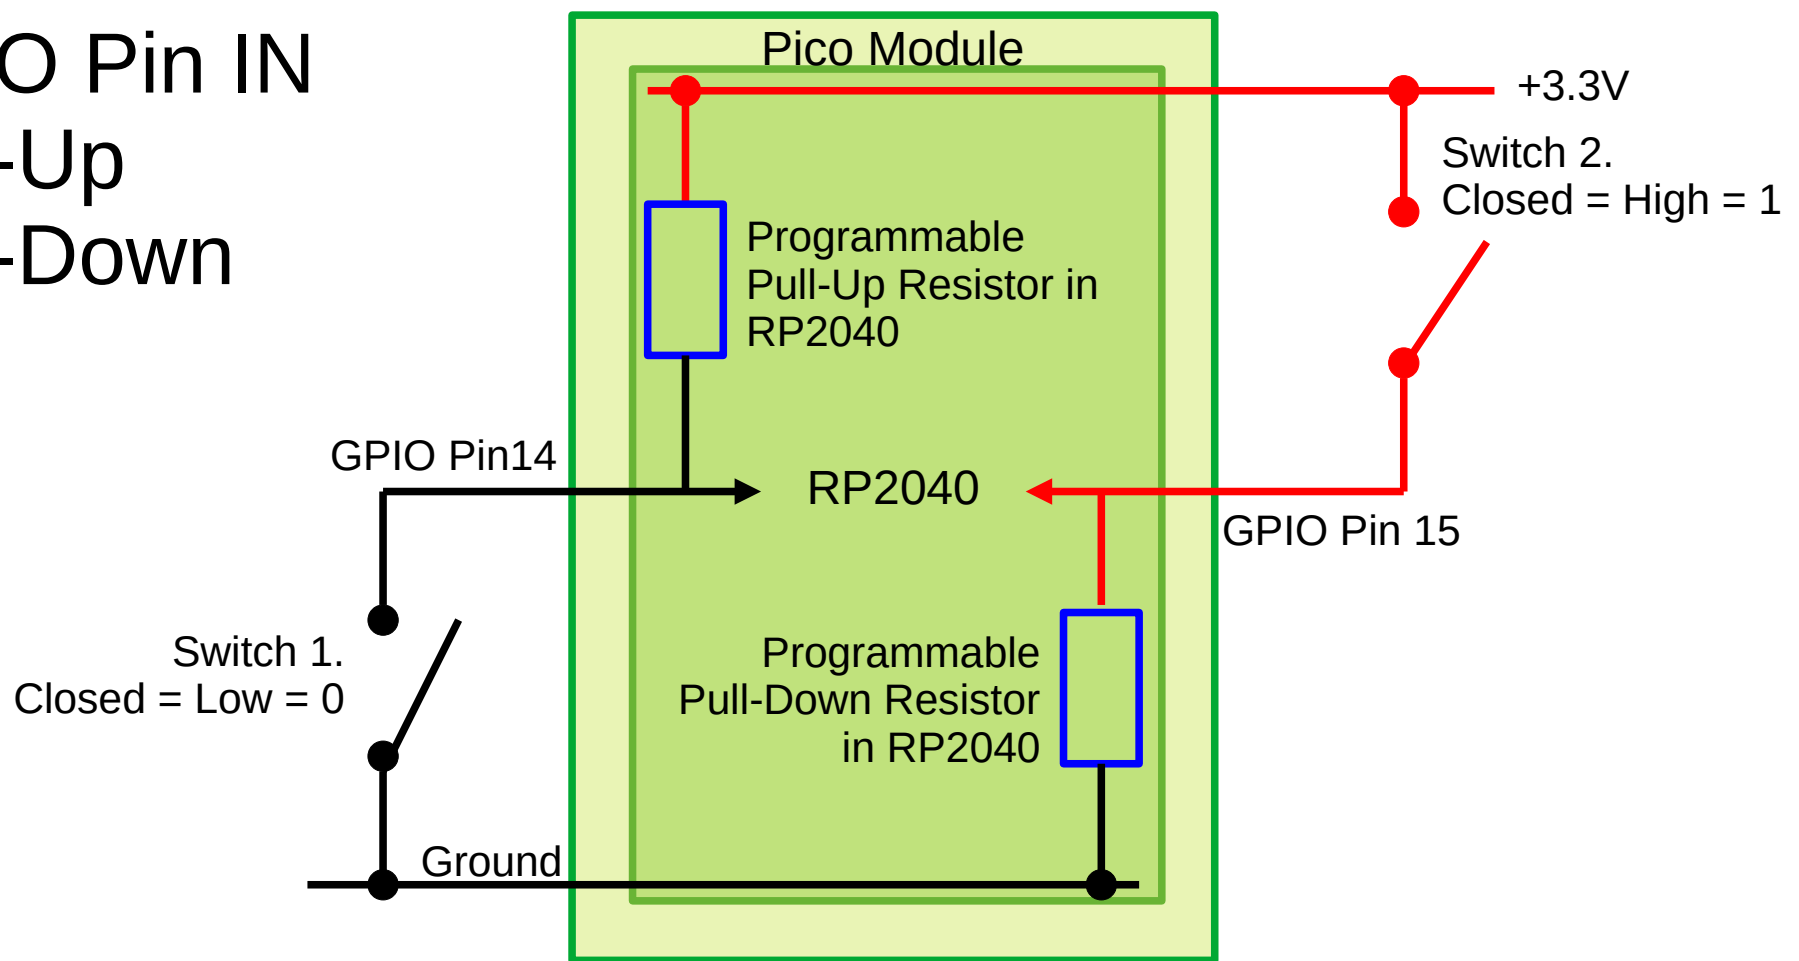 O Pin IN
-Up
-Down
Pico Module
+3.3V
Switch 2.
Closed = High = 1
Programmable
Pull-Up Resistor in
RP2040
GPIO Pin14
RP2040
GPIO Pin 15
Switch 1.
Closed = Low = 0
Programmable
Pull-Down Resistor
in RP2040
Ground